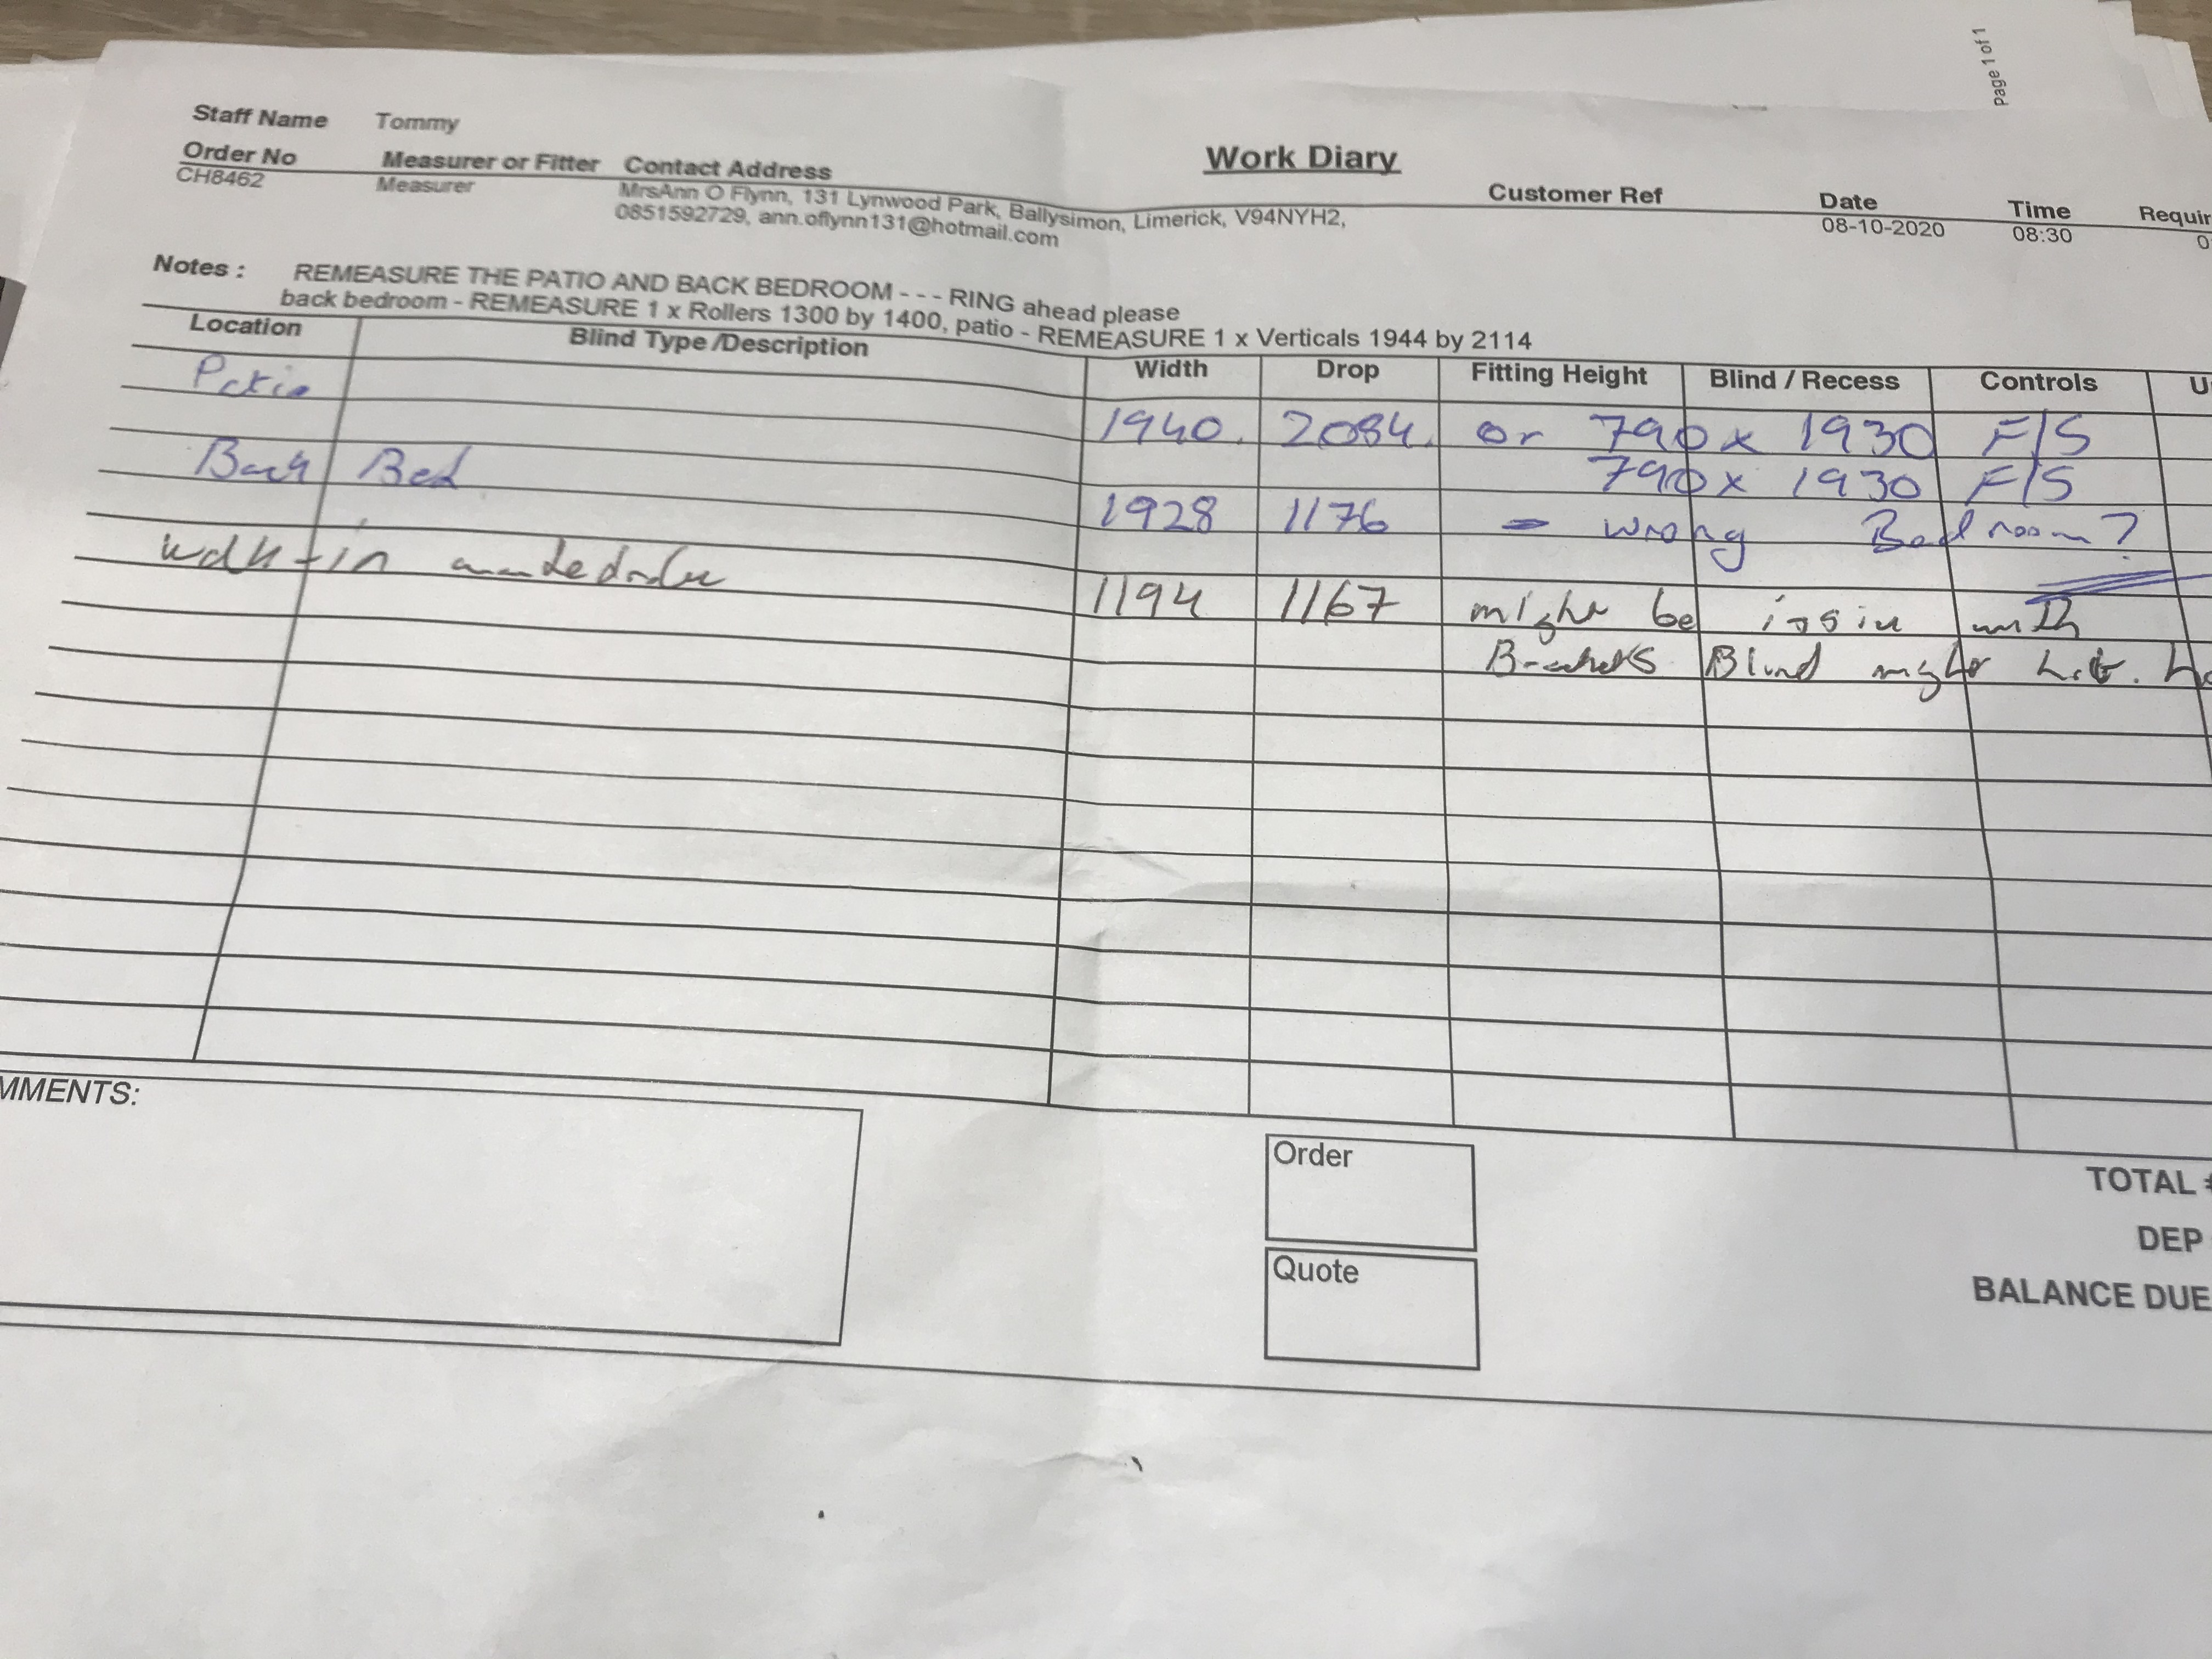 Page 1 of 1
Staff Name Tommy
Work Diary
Order No Measurer or Fitter Contact Address Customer Ref Date Time Requir
CH8462 Measurer MrsAnn O Flynn, 131 Lynwood Park, Ballysimon, Limerick, V94NYH2, 08-10-2020 08:30 0
0851592729, ann.oflynn131@hotmail.com
Notes : REMEASURE THE PATIO AND BACK BEDROOM - - - RING ahead please
back bedroom - REMEASURE 1 x Rollers 1300 by 1400, patio - REMEASURE 1 x Verticals 1944 by 2114
Location Blind Type /Description Width Drop Fitting Height Blind / Recess Controls U
Patio 1940. 2084. or 790 x 1930 F/S
790 x 1930 F/S
Back Bed 1928 1176 - wrong Bedroom?
walk-in 1194 1167 might be issue with
Brackets Blind might hit.
MMENTS:
Order
Quote
TOTAL
DEP
BALANCE DUE